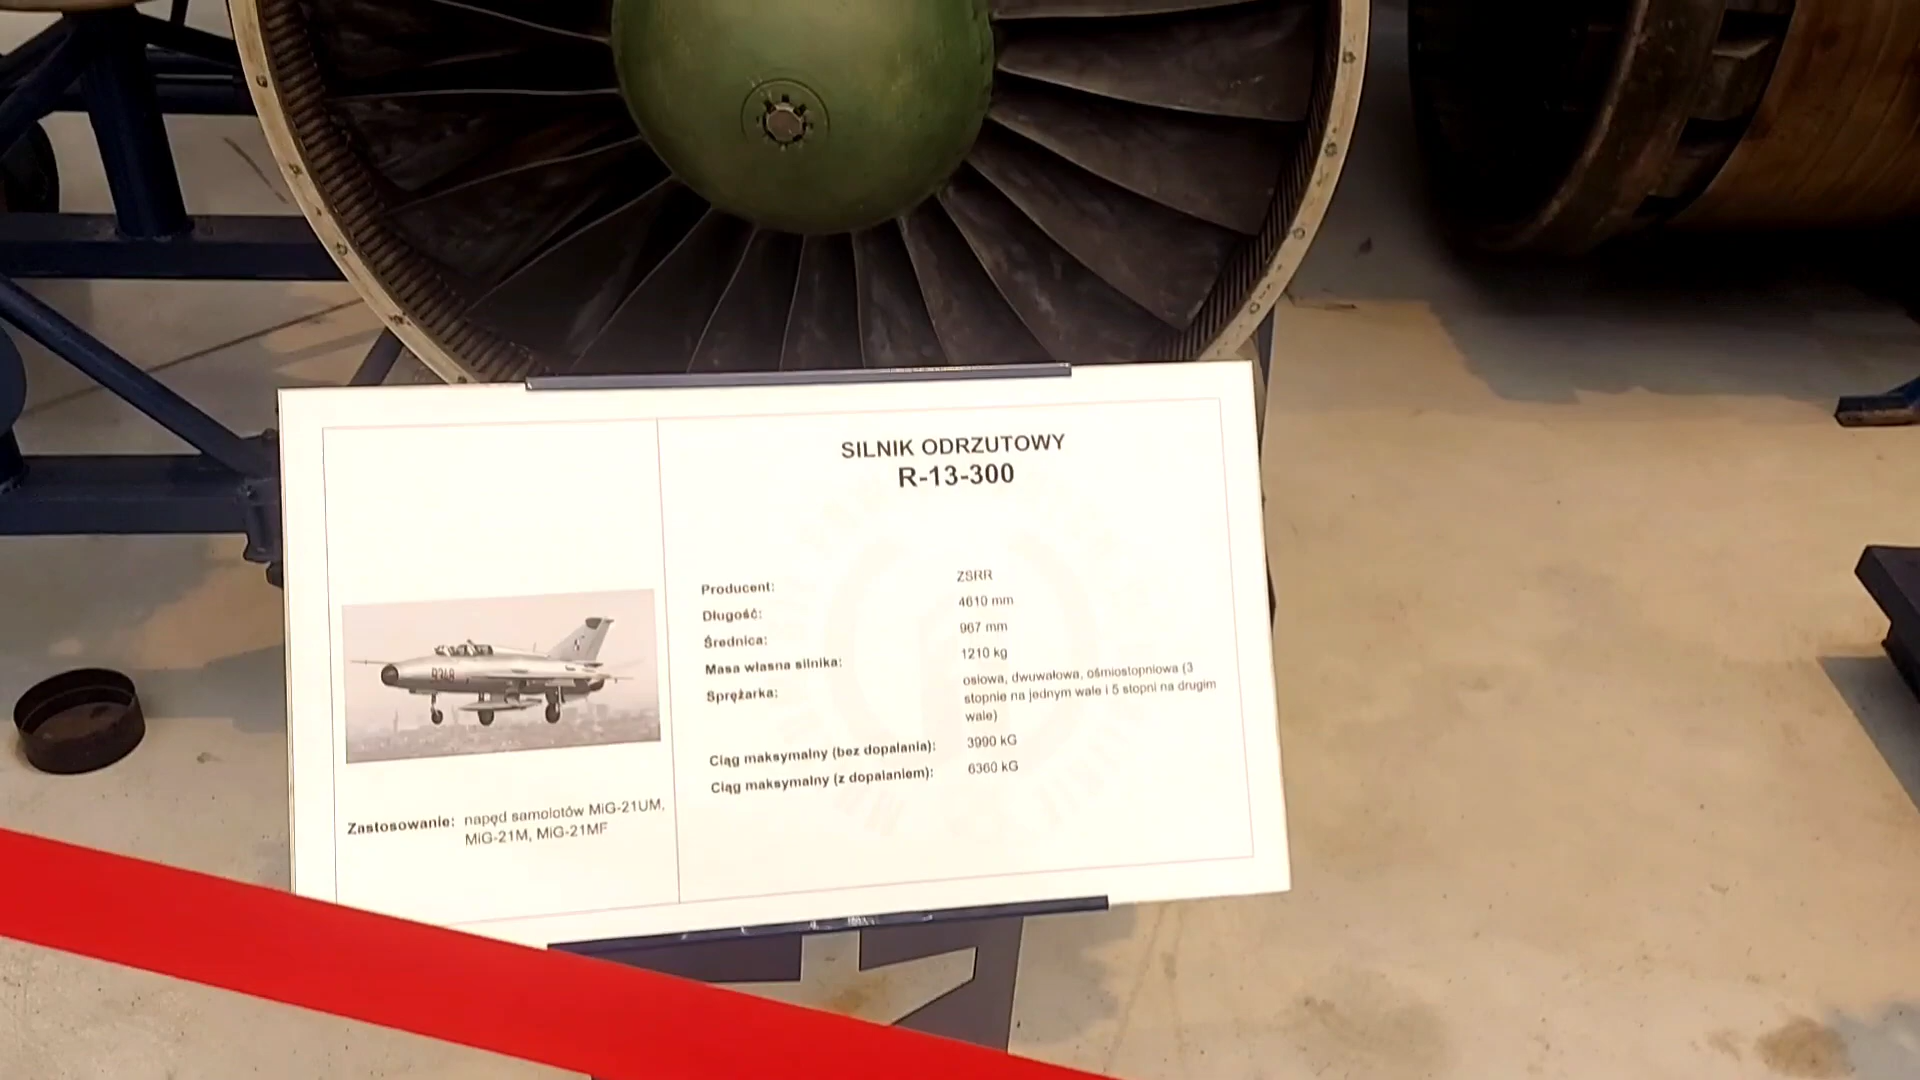 SILNIK ODRZUTOWY
R-13-300
Producent: ZSRR
Długość: 4610 mm
Średnica: 967 mm
Masa własna silnika: 1210 kg
Sprężarka: osiowa, dwuwałowa, ośmiostopniowa (3
stopnie na jednym wale i 5 stopni na drugim
wale)
Ciąg maksymalny (bez dopalania): 3990 kG
Ciąg maksymalny (z dopalaniem): 6360 kG
Zastosowanie: napęd samolotów MiG-21UM,
MiG-21M, MiG-21MF